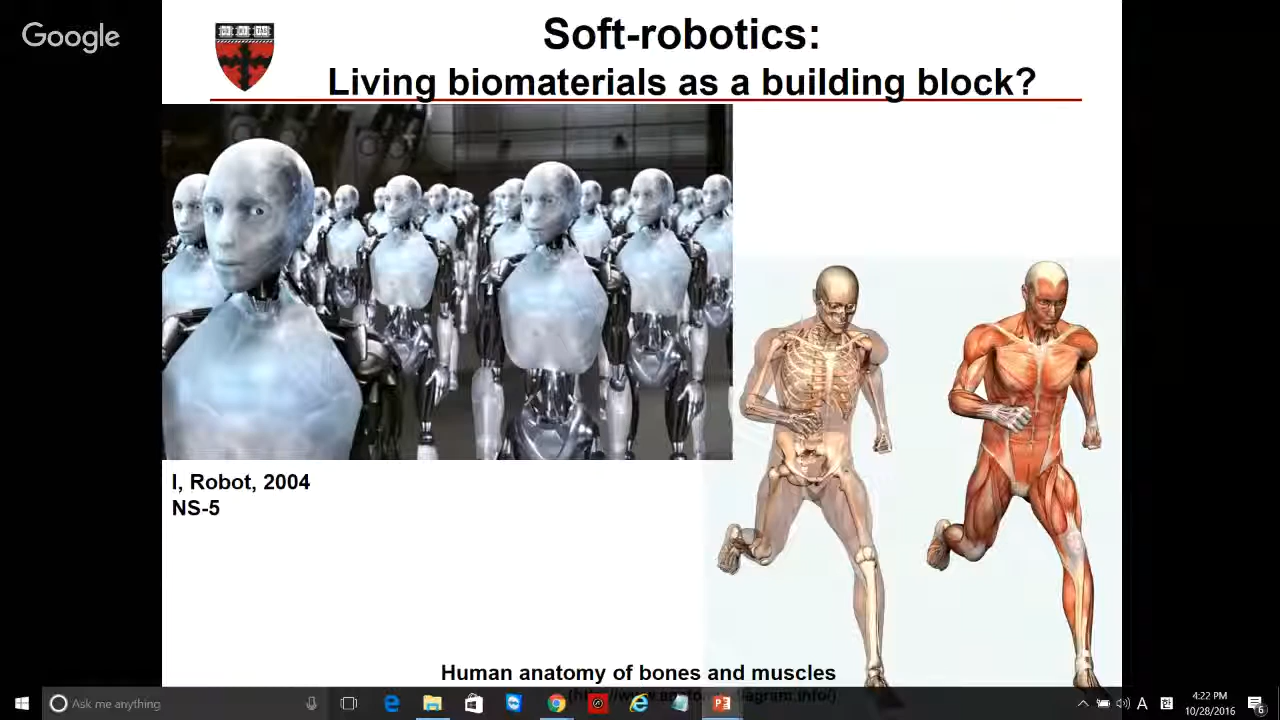 Google
Soft-robotics:
Living biomaterials as a building block?
I, Robot, 2004
NS-5
Human anatomy of bones and muscles
Ask me anything
A
4:22 PM
10/28/2016
6